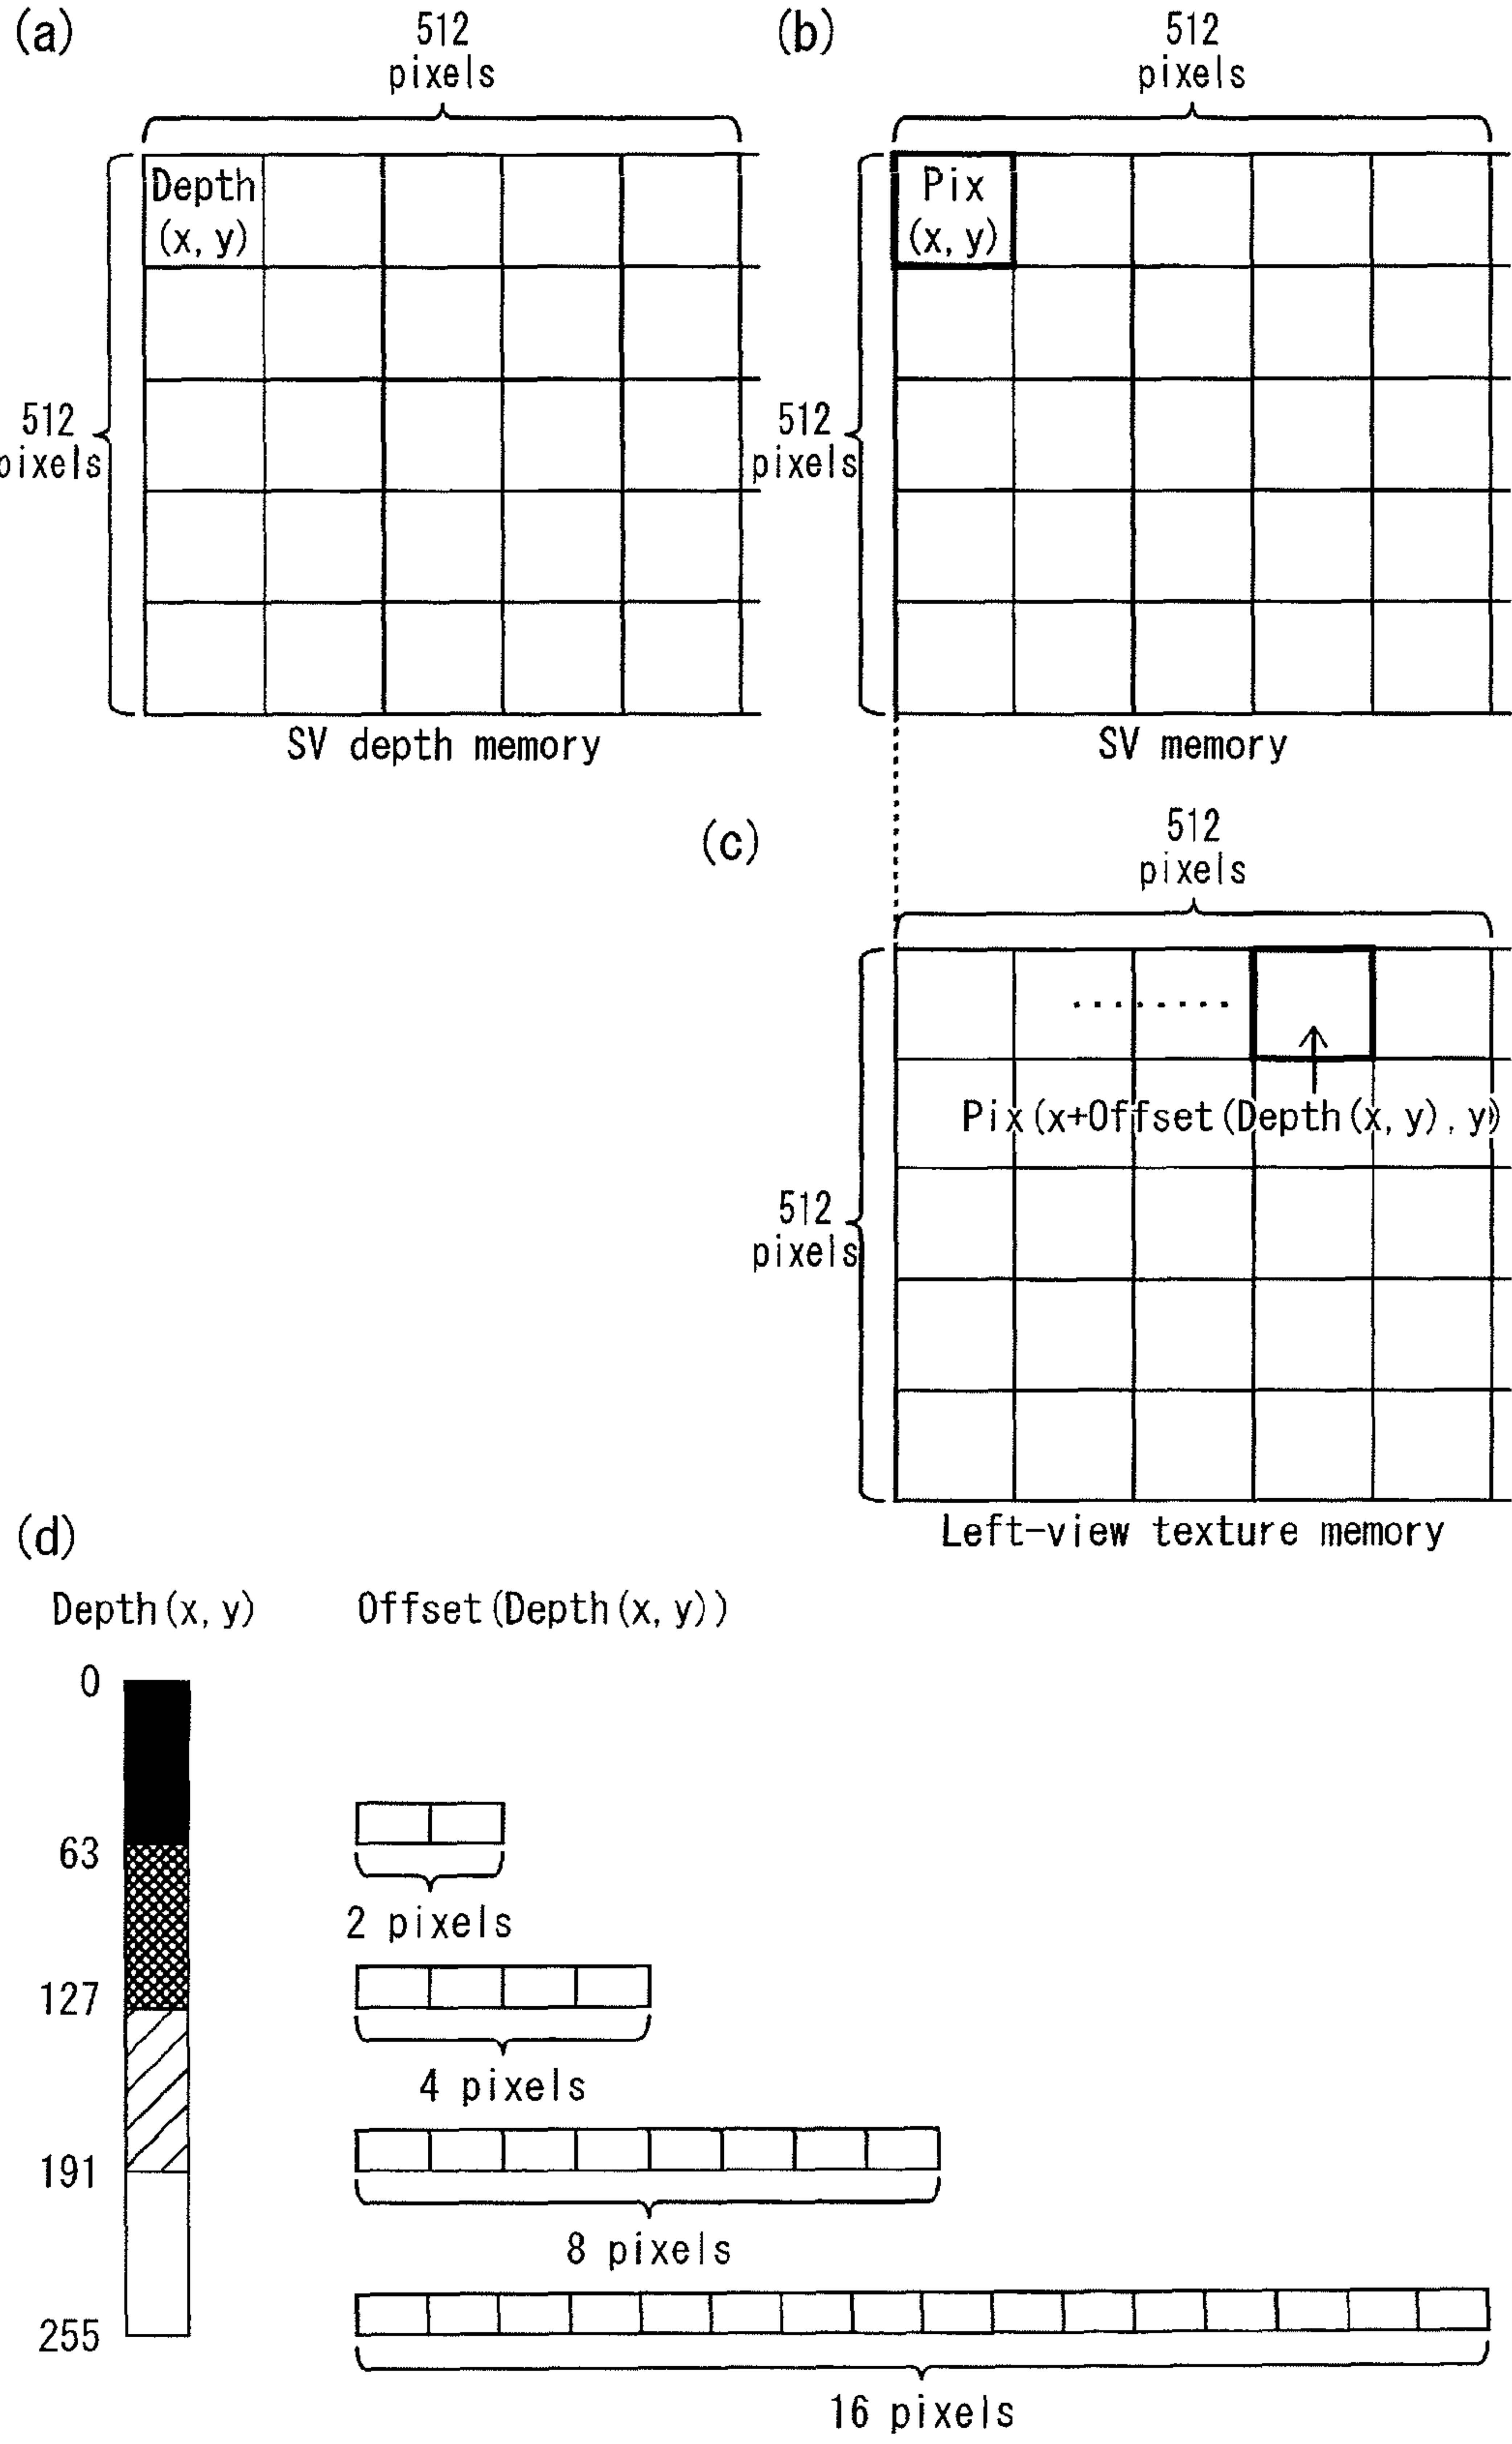 (a)
512
pixels
Depth
(x, y)
512
pixels
SV depth memory
(b)
512
pixels
Pix
(x, y)
512
pixels
SV memory
(c)
512
pixels
Pix(x+Offset(Depth(x, y), y)
512
pixels
Left-view texture memory
(d)
Depth(x, y)
Offset(Depth(x, y))
0
63
2 pixels
127
4 pixels
191
8 pixels
255
16 pixels